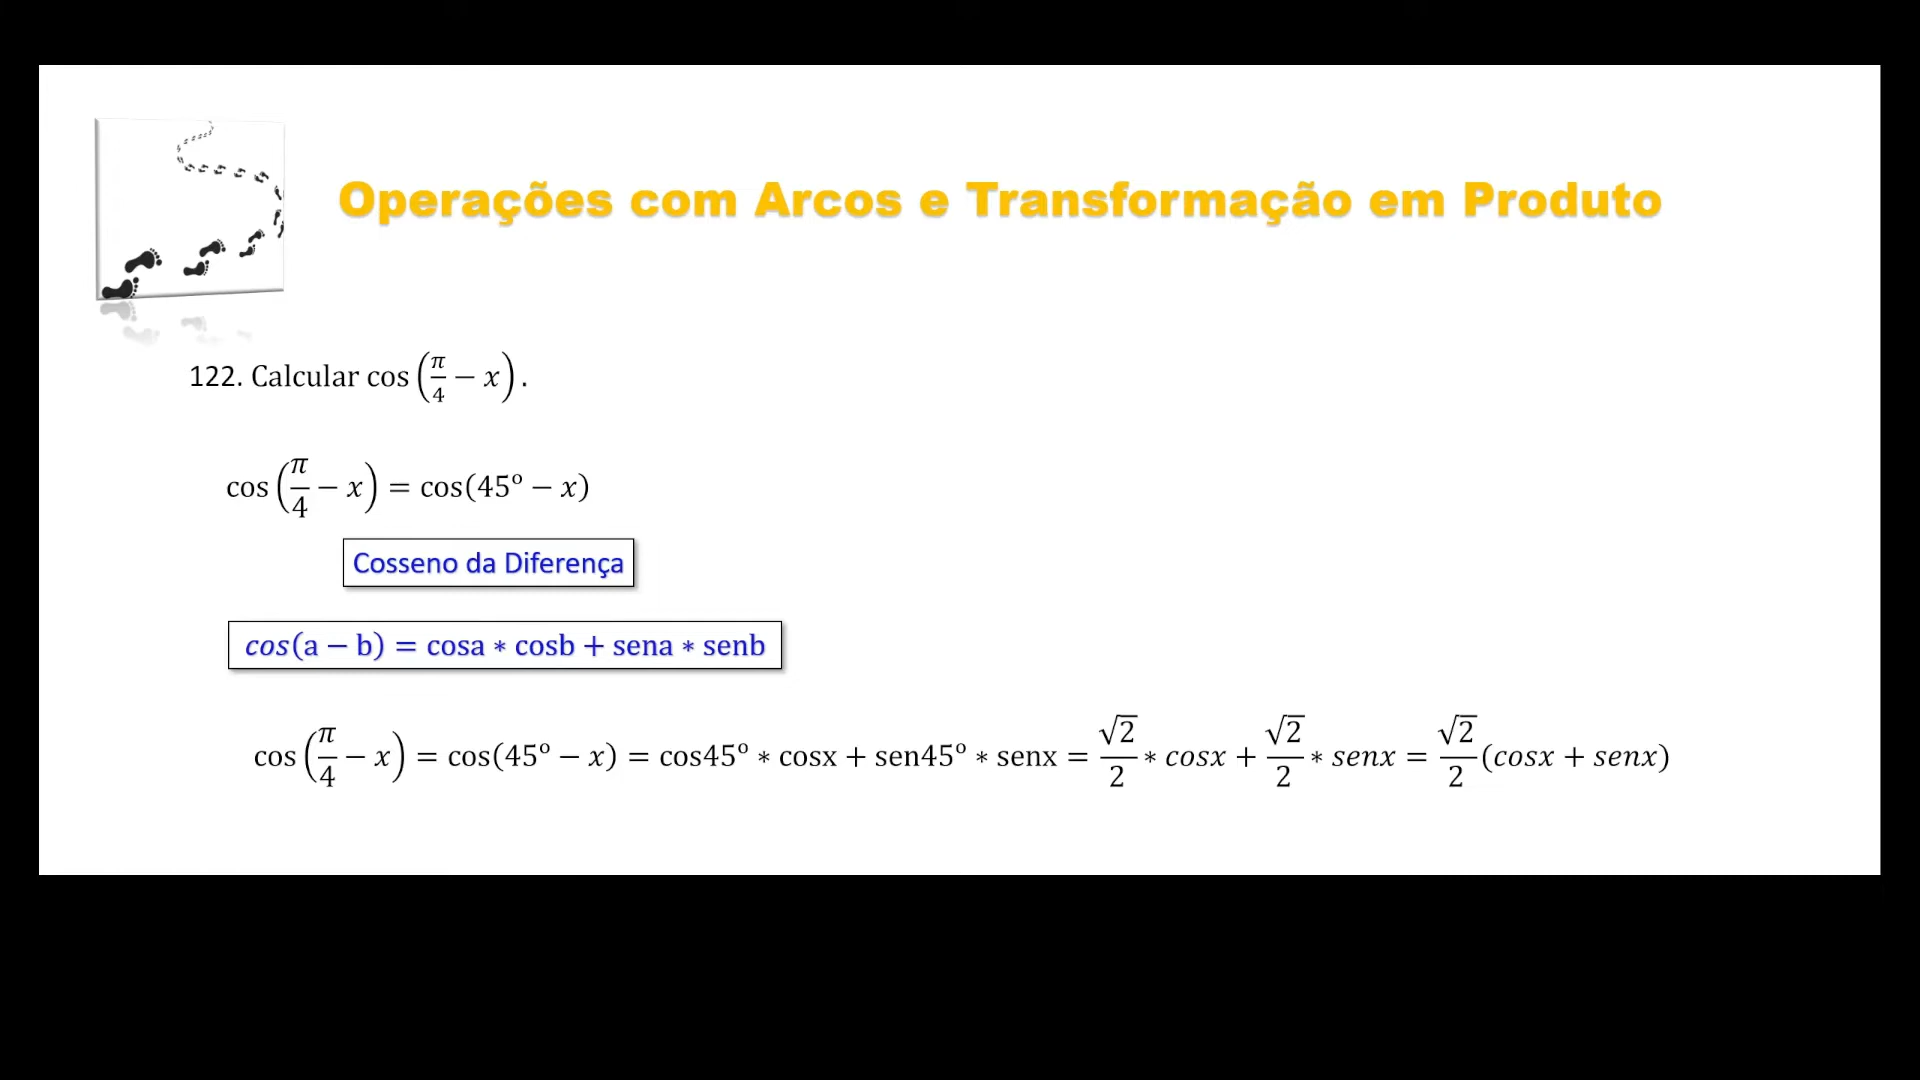 Operações com Arcos e Transformação em Produto
122. Calcular cos (π/4 − x).
cos (π/4 − x) = cos(45º − x)
Cosseno da Diferença
cos(a − b) = cosa ∗ cosb + sena ∗ senb
cos (π/4 − x) = cos(45º − x) = cos45º ∗ cosx + sen45º ∗ senx = √2/2 ∗ cosx + √2/2 ∗ senx = √2/2 (cosx + senx)